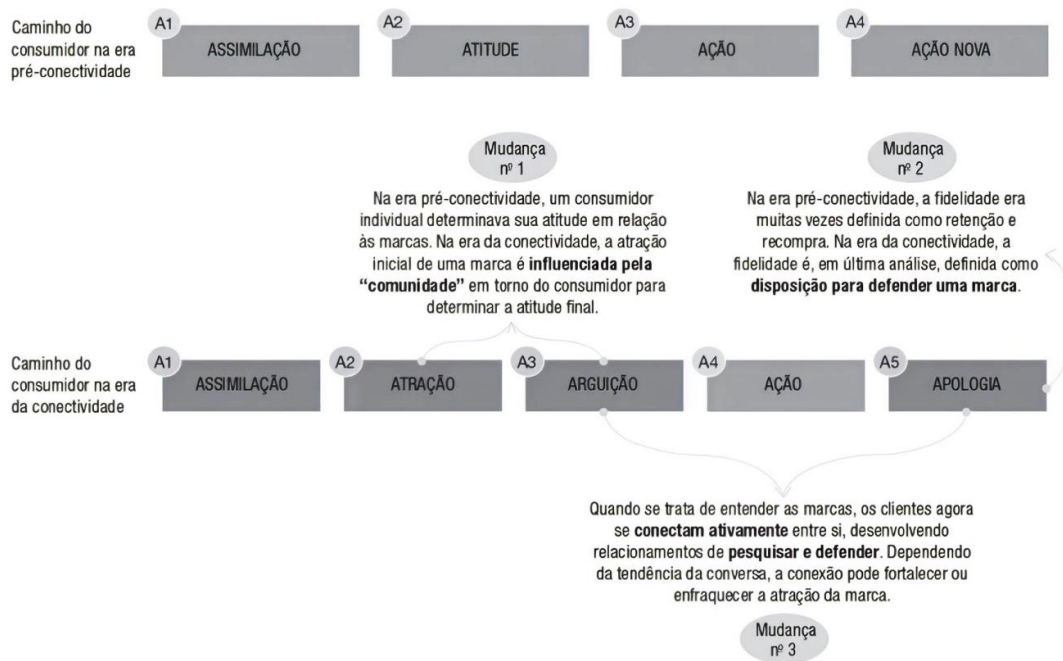 Caminho do
consumidor na era
pré-conectividade
A1
ASSIMILAÇÃO
A2
ATITUDE
A3
AÇÃO
A4
AÇÃO NOVA
Mudança
nº 1
Na era pré-conectividade, um consumidor
individual determinava sua atitude em relação
às marcas. Na era da conectividade, a atração
inicial de uma marca é influenciada pela
“comunidade” em torno do consumidor para
determinar a atitude final.
Mudança
nº 2
Na era pré-conectividade, a fidelidade era
muitas vezes definida como retenção e
recompra. Na era da conectividade, a
fidelidade é, em última análise, definida como
disposição para defender uma marca.
Caminho do
consumidor na era
da conectividade
A1
ASSIMILAÇÃO
A2
ATRAÇÃO
A3
ARGUIÇÃO
A4
AÇÃO
A5
APOLOGIA
Quando se trata de entender as marcas, os clientes agora
se conectam ativamente entre si, desenvolvendo
relacionamentos de pesquisar e defender. Dependendo
da tendência da conversa, a conexão pode fortalecer ou
enfraquecer a atração da marca.
Mudança
nº 3